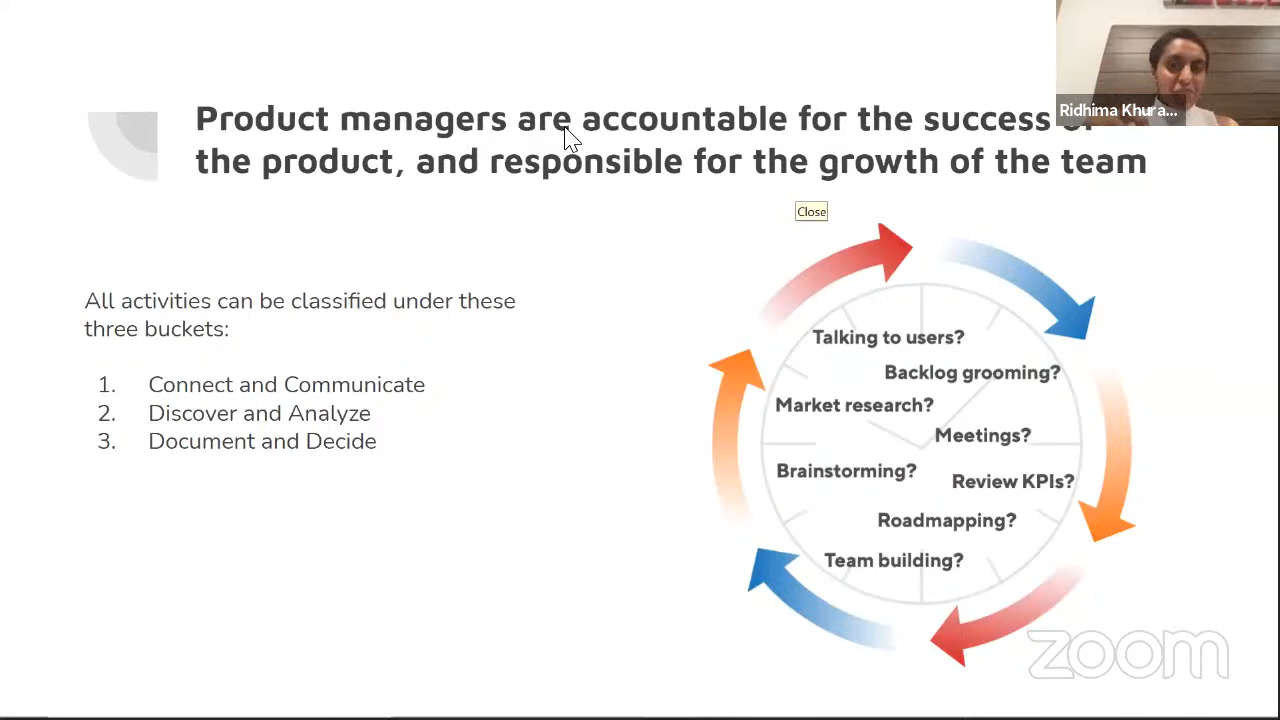 Product managers are accountable for the success of
the product, and responsible for the growth of the team
Ridhima Khura...
Close
All activities can be classified under these
three buckets:
1. Connect and Communicate
2. Discover and Analyze
3. Document and Decide
Talking to users?
Backlog grooming?
Market research?
Meetings?
Brainstorming?
Review KPIs?
Roadmapping?
Team building?
zoom